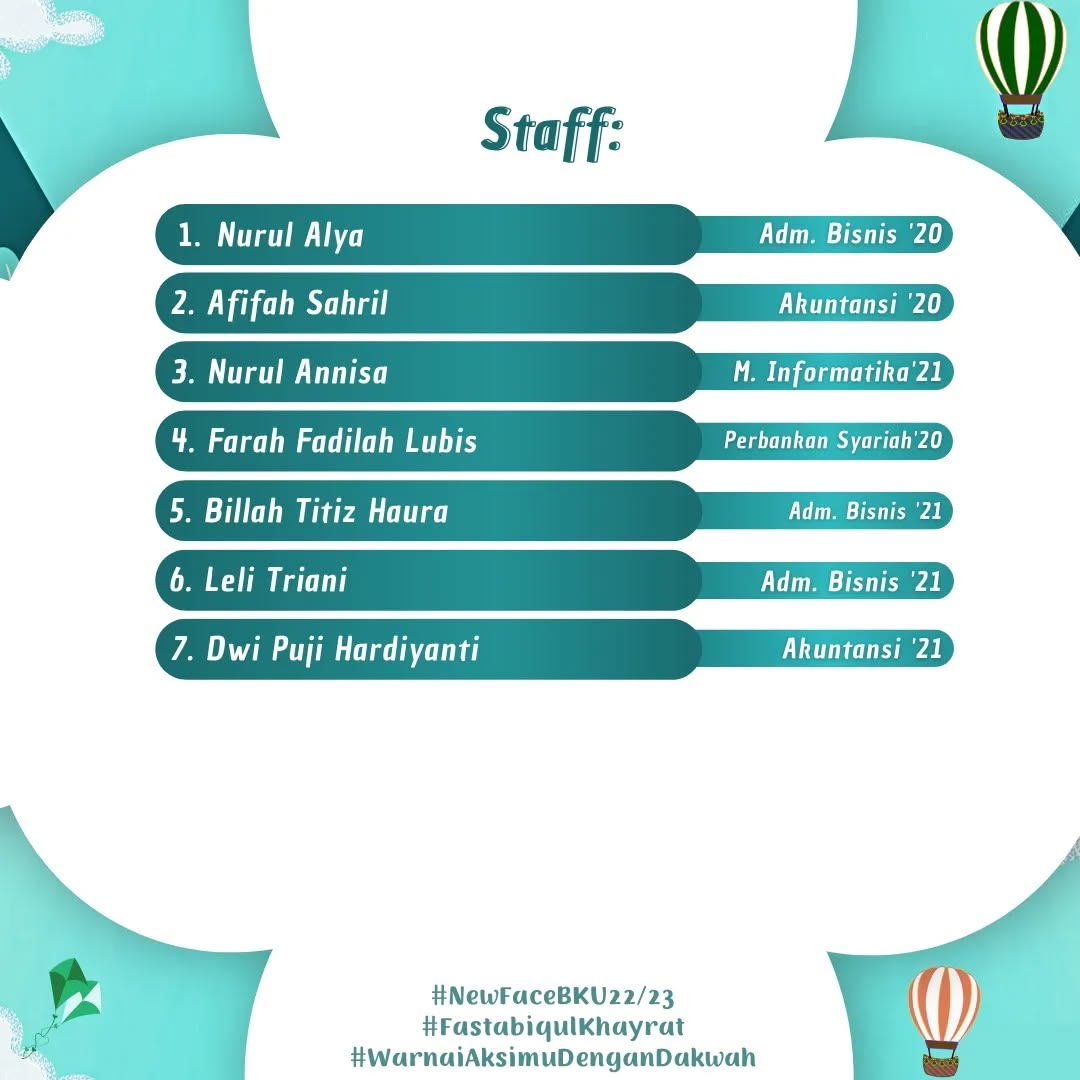 Staff:
1. Nurul Alya Adm. Bisnis '20
2. Afifah Sahril Akuntansi '20
3. Nurul Annisa M. Informatika'21
4. Farah Fadilah Lubis Perbankan Syariah'20
5. Billah Titiz Haura Adm. Bisnis '21
6. Leli Triani Adm. Bisnis '21
7. Dwi Puji Hardiyanti Akuntansi '21
#NewFaceBKU22/23
#FastabiqulKhayrat
#WarnaiAksimuDenganDakwah